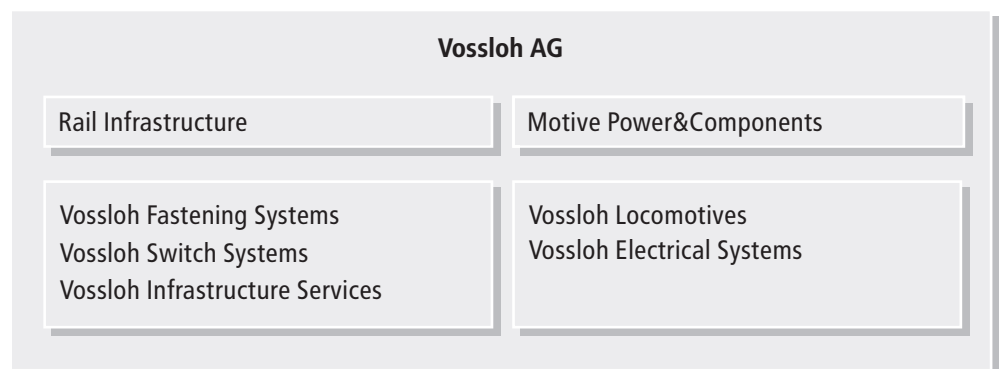 Vossloh AG
Rail Infrastructure
Motive Power&Components
Vossloh Fastening Systems
Vossloh Switch Systems
Vossloh Infrastructure Services
Vossloh Locomotives
Vossloh Electrical Systems